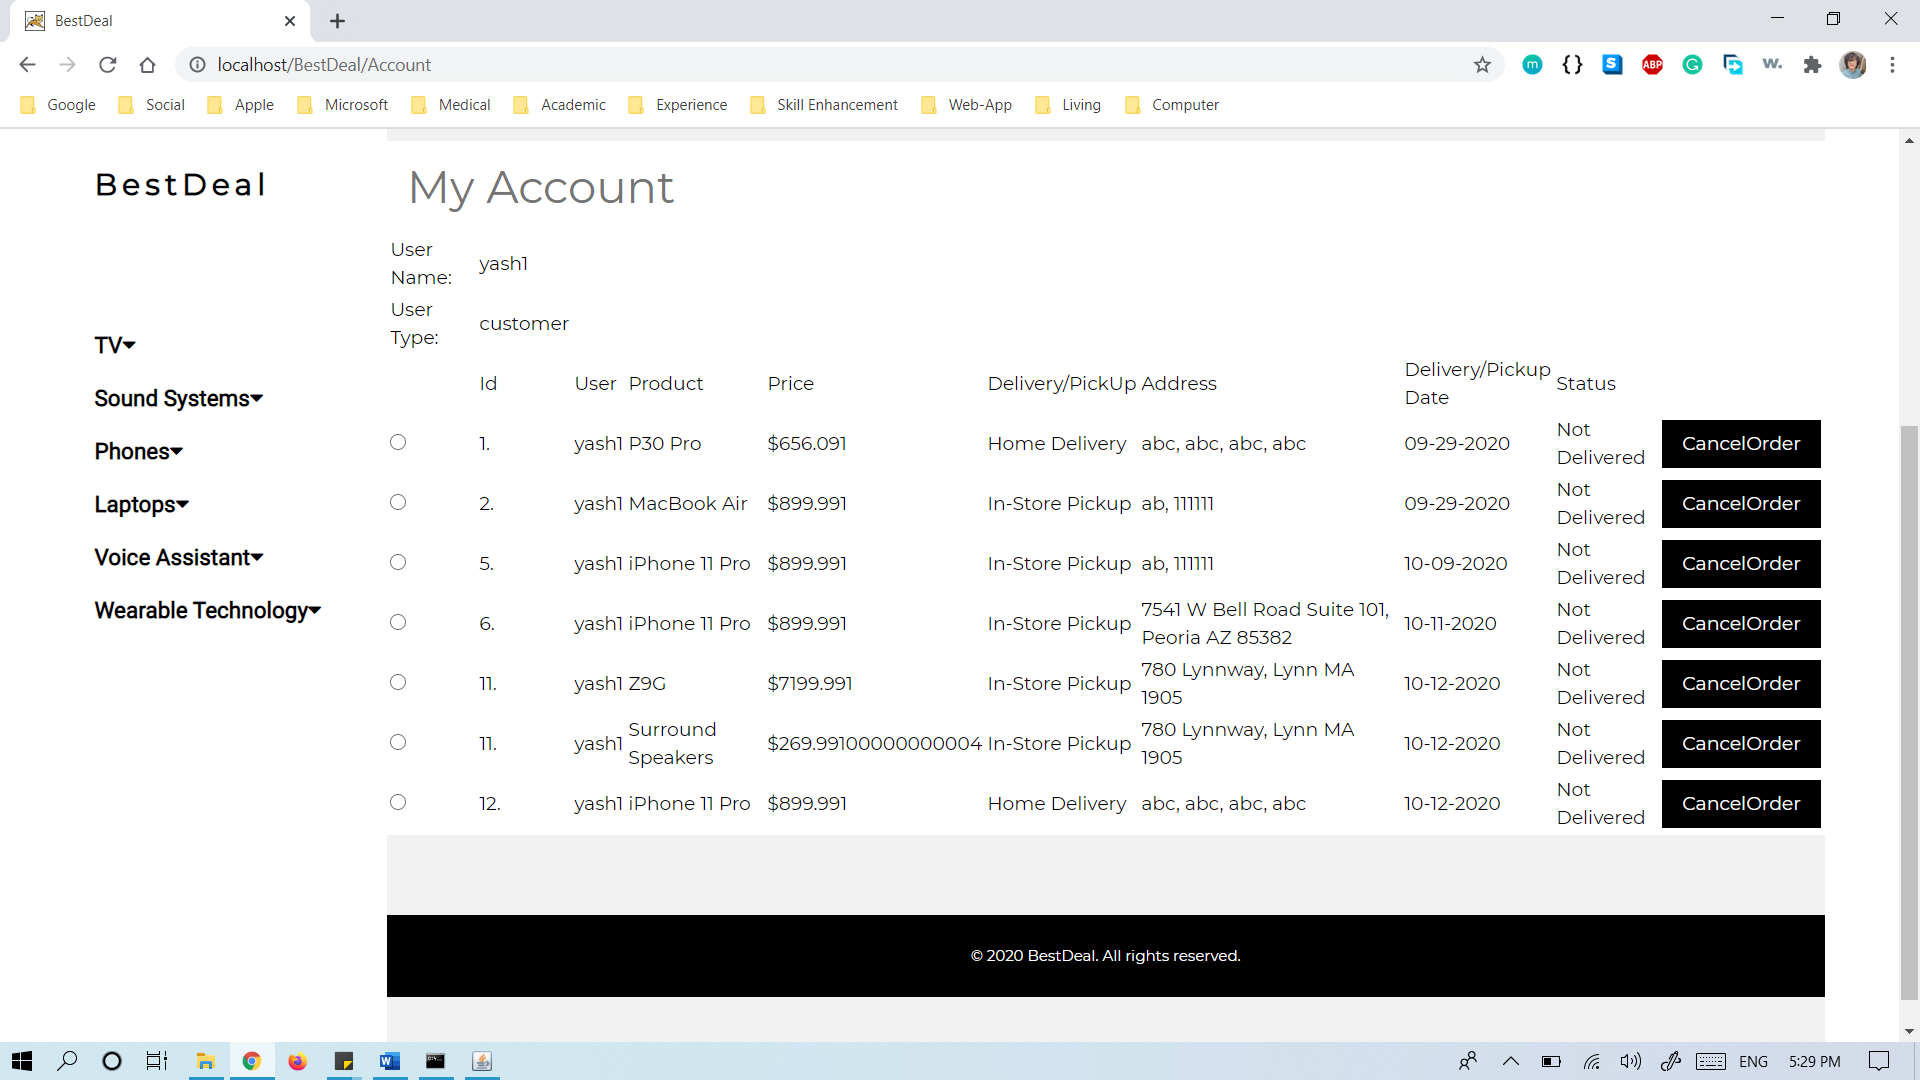 BestDeal
localhost/BestDeal/Account
m {} S ABP G w.
Google Social Apple Microsoft Medical Academic Experience Skill Enhancement Web-App Living Computer
BestDeal
TV
Sound Systems
Phones
Laptops
Voice Assistant
Wearable Technology
My Account
User Name: yash1
User Type: customer
Id User Product Price Delivery/PickUp Address Delivery/Pickup Date Status
1. yash1 P30 Pro $656.091 Home Delivery abc, abc, abc, abc 09-29-2020 Not Delivered CancelOrder
2. yash1 MacBook Air $899.991 In-Store Pickup ab, 111111 09-29-2020 Not Delivered CancelOrder
5. yash1 iPhone 11 Pro $899.991 In-Store Pickup ab, 111111 10-09-2020 Not Delivered CancelOrder
6. yash1 iPhone 11 Pro $899.991 In-Store Pickup 7541 W Bell Road Suite 101, Peoria AZ 85382 10-11-2020 Not Delivered CancelOrder
11. yash1 Z9G $7199.991 In-Store Pickup 780 Lynnway, Lynn MA 1905 10-12-2020 Not Delivered CancelOrder
11. yash1 Surround Speakers $269.99100000000004 In-Store Pickup 780 Lynnway, Lynn MA 1905 10-12-2020 Not Delivered CancelOrder
12. yash1 iPhone 11 Pro $899.991 Home Delivery abc, abc, abc, abc 10-12-2020 Not Delivered CancelOrder
© 2020 BestDeal. All rights reserved.
ENG 5:29 PM